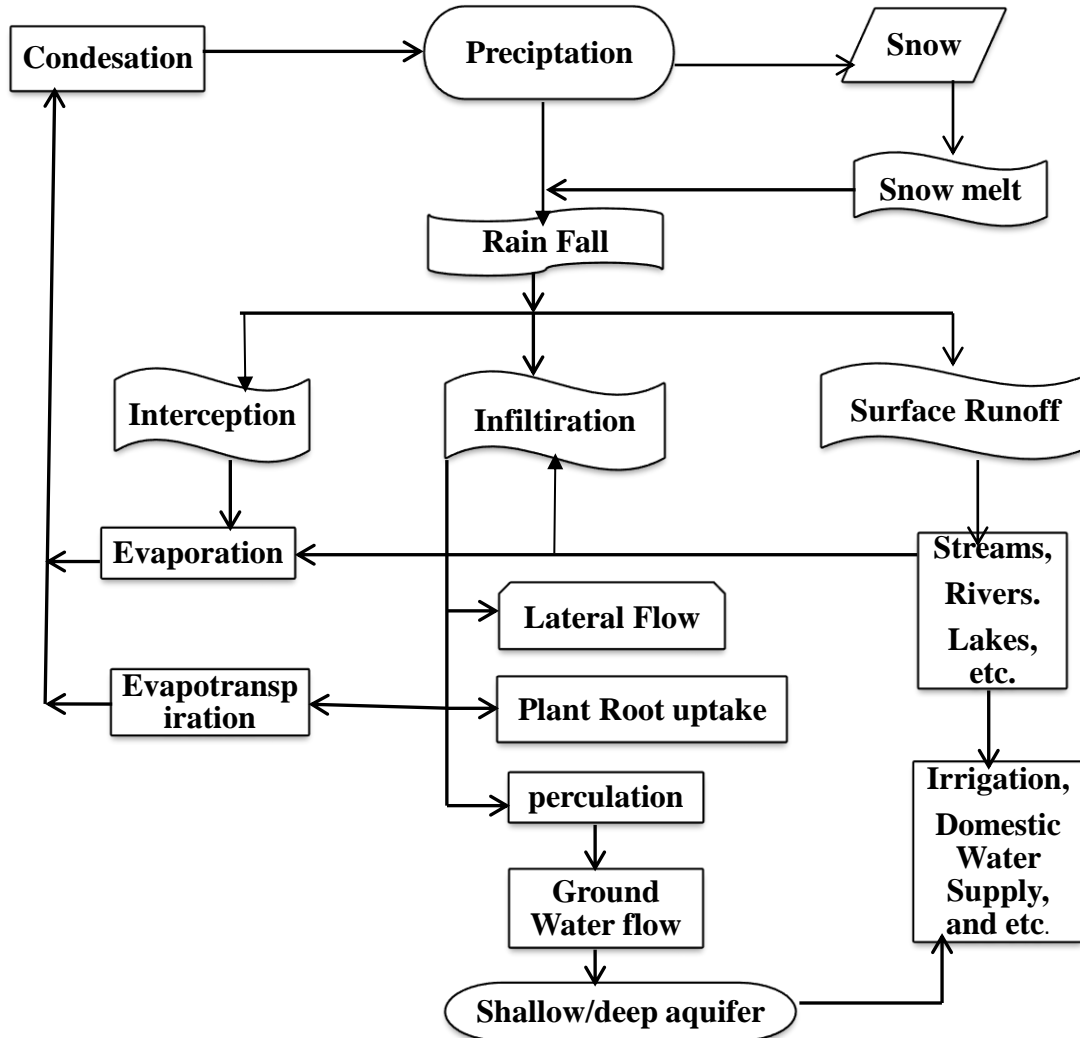 Condesation
Preciptation
Snow
Snow melt
Rain Fall
Interception
Infiltiration
Surface Runoff
Evaporation
Streams,
Rivers.
Lakes,
etc.
Lateral Flow
Evapotransp
iration
Plant Root uptake
perculation
Irrigation,
Domestic
Water
Supply,
and etc.
Ground
Water flow
Shallow/deep aquifer